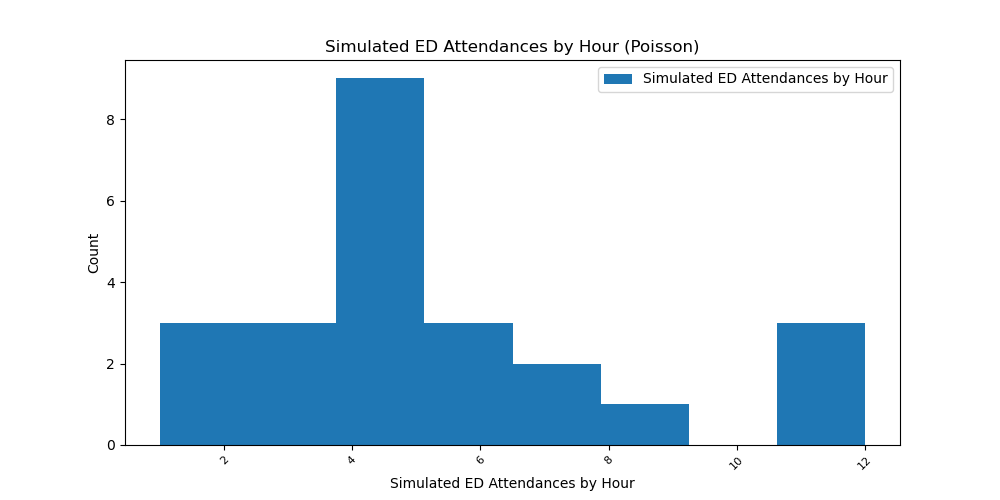 Simulated ED Attendances by Hour (Poisson)
Simulated ED Attendances by Hour
Count
8
6
4
2
0
2 4 6 8 10 12
Simulated ED Attendances by Hour